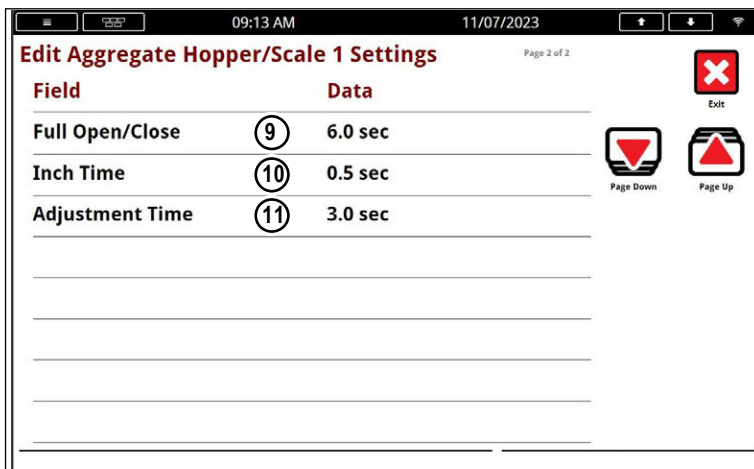 09:13 AM 11/07/2023
Edit Aggregate Hopper/Scale 1 Settings Page 2 of 2
Field Data
Exit
Full Open/Close 9 6.0 sec
Inch Time 10 0.5 sec
Page Down Page Up
Adjustment Time 11 3.0 sec